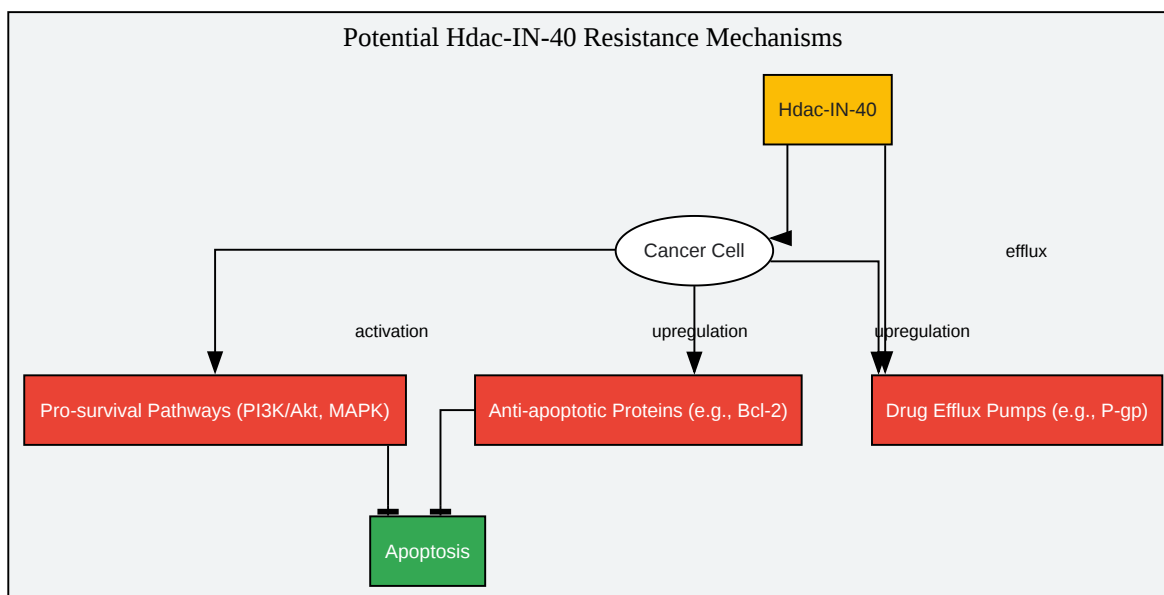 Potential Hdac-IN-40 Resistance Mechanisms
Hdac-IN-40
Cancer Cell
efflux
activation
upregulation
upregulation
Pro-survival Pathways (PI3K/Akt, MAPK)
Anti-apoptotic Proteins (e.g., Bcl-2)
Drug Efflux Pumps (e.g., P-gp)
Apoptosis